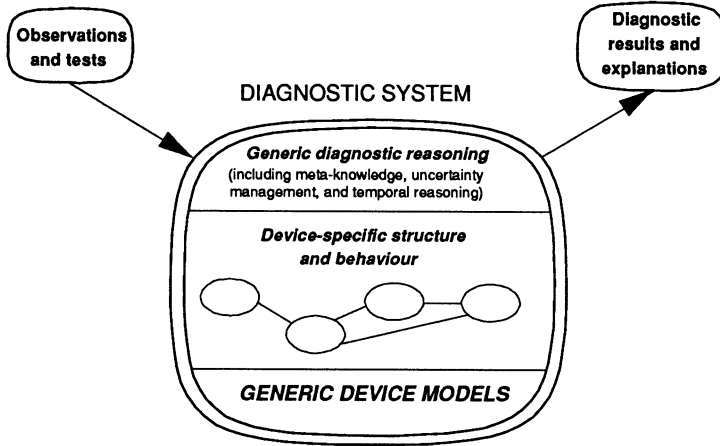 Observations
and tests
Diagnostic
results and
explanations
DIAGNOSTIC SYSTEM
Generic diagnostic reasoning
(including meta-knowledge, uncertainty
management, and temporal reasoning)
Device-specific structure
and behaviour
GENERIC DEVICE MODELS